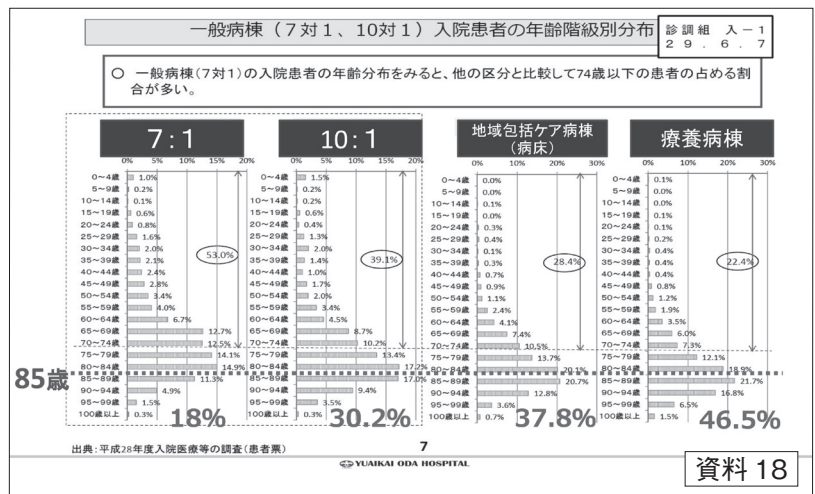 一般病棟（7対1、10対1）入院患者の年齢階級別分布
診調組 入－1
29．6．7
○ 一般病棟（7対1）の入院患者の年齢分布をみると、他の区分と比較して74歳以下の患者の占める割
合が多い。
7:1
0% 5% 10% 15% 20%
0～4歳 1.0%
5～9歳 0.2%
10～14歳 0.1%
15～19歳 0.6%
20～24歳 0.8%
25～29歳 1.6%
30～34歳 2.0%
35～39歳 2.1%
40～44歳 2.4%
45～49歳 2.8%
50～54歳 3.4%
55～59歳 4.0%
60～64歳 6.7%
65～69歳 12.7%
70～74歳 12.5%
75～79歳 14.1%
80～84歳 14.9%
85～89歳 11.3%
90～94歳 4.9%
95～99歳 1.5%
100歳以上 0.3%
53.0%
18%
10:1
0% 5% 10% 15% 20%
0～4歳 1.5%
5～9歳 0.2%
10～14歳 0.2%
15～19歳 0.6%
20～24歳 0.4%
25～29歳 1.3%
30～34歳 2.0%
35～39歳 1.4%
40～44歳 1.0%
45～49歳 1.7%
50～54歳 2.0%
55～59歳 3.4%
60～64歳 4.5%
65～69歳 8.7%
70～74歳 10.2%
75～79歳 13.4%
80～84歳 17.2%
85～89歳 17.0%
90～94歳 9.4%
95～99歳 3.5%
100歳以上 0.3%
39.1%
30.2%
地域包括ケア病棟
（病床）
0% 10% 20% 30%
0～4歳 0.0%
5～9歳 0.0%
10～14歳 0.0%
15～19歳 0.0%
20～24歳 0.3%
25～29歳 0.4%
30～34歳 0.1%
35～39歳 0.3%
40～44歳 0.7%
45～49歳 0.9%
50～54歳 1.1%
55～59歳 2.4%
60～64歳 4.1%
65～69歳 7.4%
70～74歳 10.5%
75～79歳 13.7%
80～84歳 20.1%
85～89歳 20.7%
90～94歳 12.8%
95～99歳 3.6%
100歳以上 0.7%
28.4%
37.8%
療養病棟
0% 10% 20% 30%
0～4歳 0.1%
5～9歳 0.0%
10～14歳 0.0%
15～19歳 0.1%
20～24歳 0.1%
25～29歳 0.2%
30～34歳 0.4%
35～39歳 0.4%
40～44歳 0.4%
45～49歳 0.8%
50～54歳 1.2%
55～59歳 1.9%
60～64歳 3.5%
65～69歳 6.0%
70～74歳 7.3%
75～79歳 12.1%
80～84歳 18.9%
85～89歳 21.7%
90～94歳 16.8%
95～99歳 6.5%
100歳以上 1.5%
22.4%
46.5%
85歳
出典：平成28年度入院医療等の調査（患者票）
7
YUAIKAI ODA HOSPITAL
資料 18